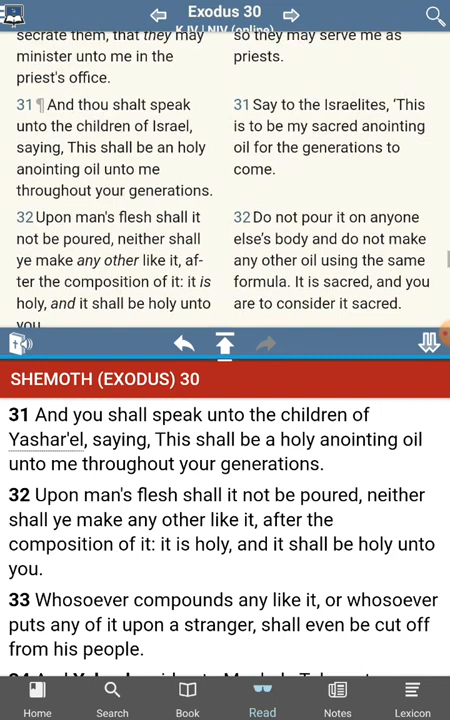 Exodus 30
KJV | NIV (online)
secrate them, that they may
minister unto me in the
priest's office.
31 ¶ And thou shalt speak
unto the children of Israel,
saying, This shall be an holy
anointing oil unto me
throughout your generations.
32 Upon man's flesh shall it
not be poured, neither shall
ye make any other like it, af-
ter the composition of it: it is
holy, and it shall be holy unto
you
so they may serve me as
priests.
31 Say to the Israelites, ‘This
is to be my sacred anointing
oil for the generations to
come.
32 Do not pour it on anyone
else’s body and do not make
any other oil using the same
formula. It is sacred, and you
are to consider it sacred.
SHEMOTH (EXODUS) 30
31 And you shall speak unto the children of
Yashar'el, saying, This shall be a holy anointing oil
unto me throughout your generations.
32 Upon man's flesh shall it not be poured, neither
shall ye make any other like it, after the
composition of it: it is holy, and it shall be holy unto
you.
33 Whosoever compounds any like it, or whosoever
puts any of it upon a stranger, shall even be cut off
from his people.
Home
Search
Book
Read
Notes
Lexicon